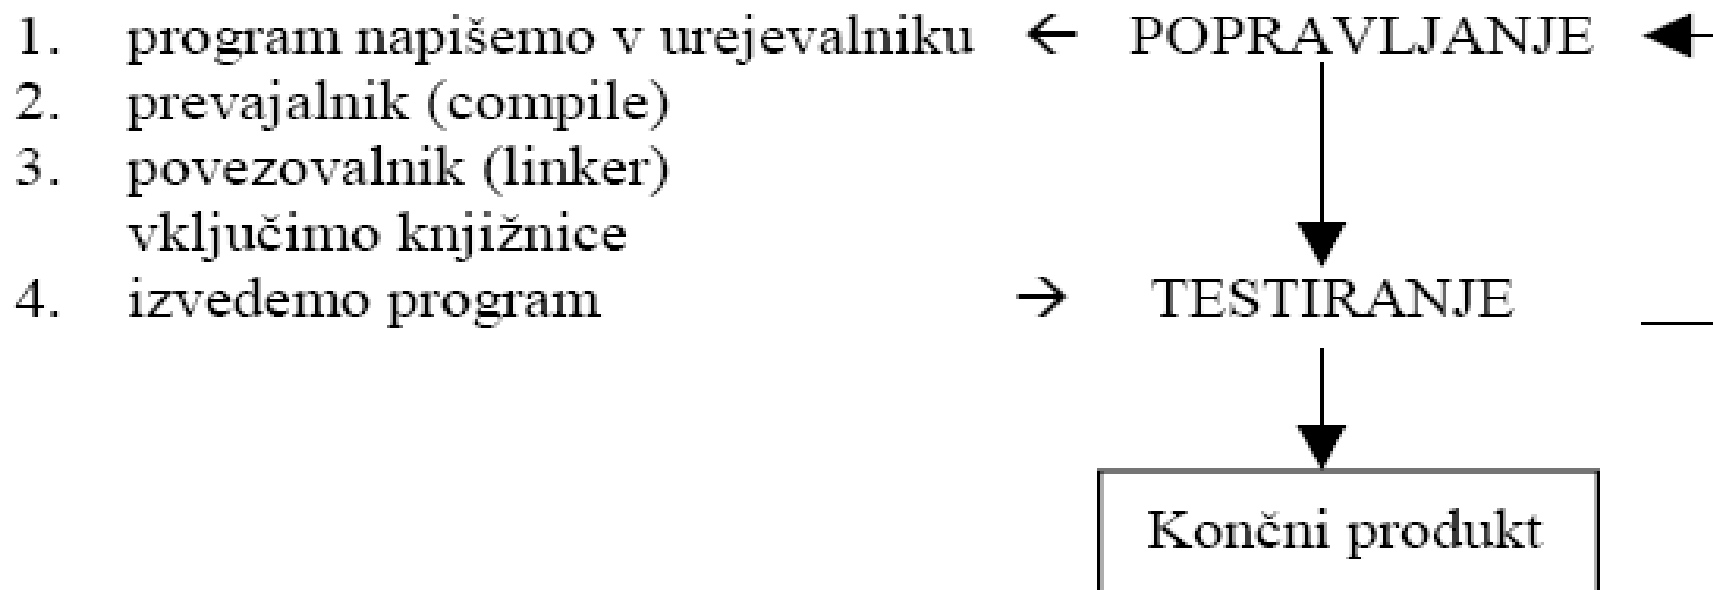 1. program napišemo v urejevalniku ← POPRAVLJANJE
2. prevajalnik (compile)
3. povezovalnik (linker)
vključimo knjižnice
4. izvedemo program → TESTIRANJE
Končni produkt